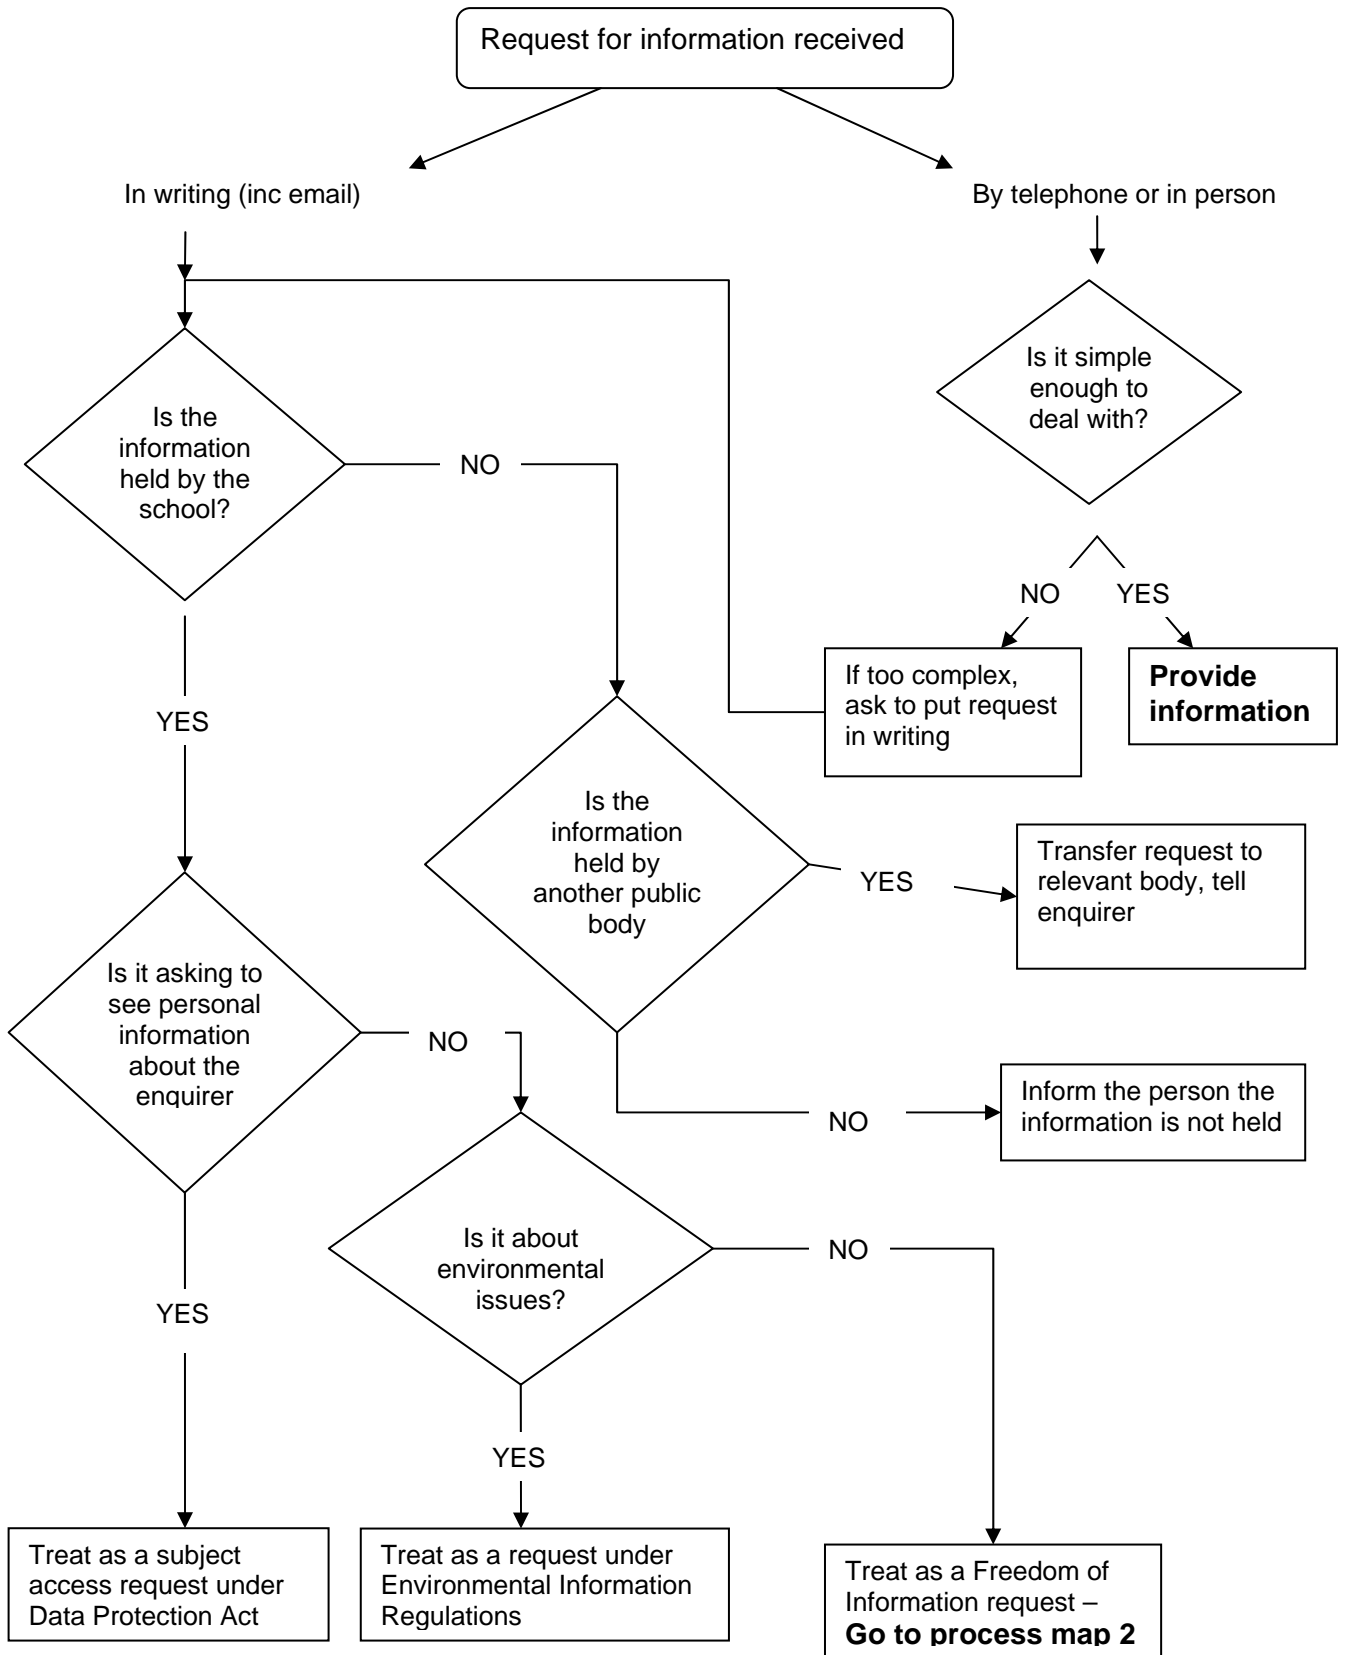 Request for information received
In writing (inc email)
By telephone or in person
Is it simple
enough to
deal with?
Is the
information
held by the
school?
NO
NO
YES
If too complex,
ask to put request
in writing
Provide
information
YES
Is the
information
held by
another public
body
YES
Transfer request to
relevant body, tell
enquirer
Is it asking to
see personal
information
about the
enquirer
NO
NO
Inform the person the
information is not held
Is it about
environmental
issues?
NO
YES
YES
Treat as a subject
access request under
Data Protection Act
Treat as a request under
Environmental Information
Regulations
Treat as a Freedom of
Information request –
Go to process map 2